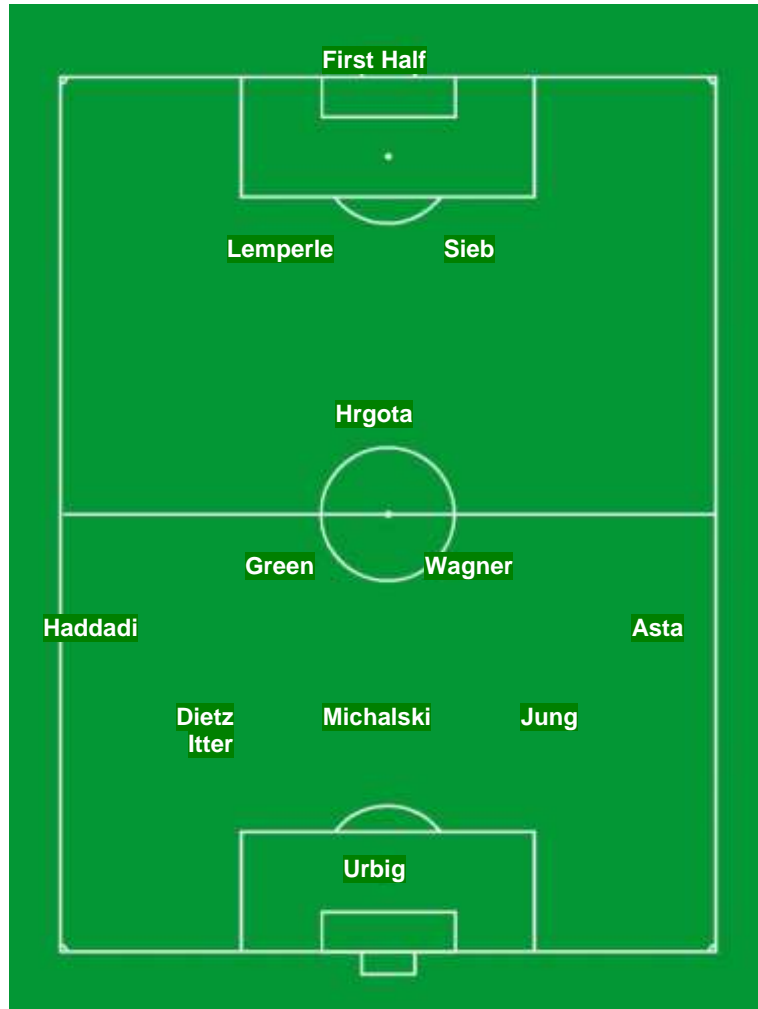 First Half
Lemperle Sieb
Hrgota
Green Wagner
Haddadi Asta
Dietz Michalski Jung
Itter
Urbig